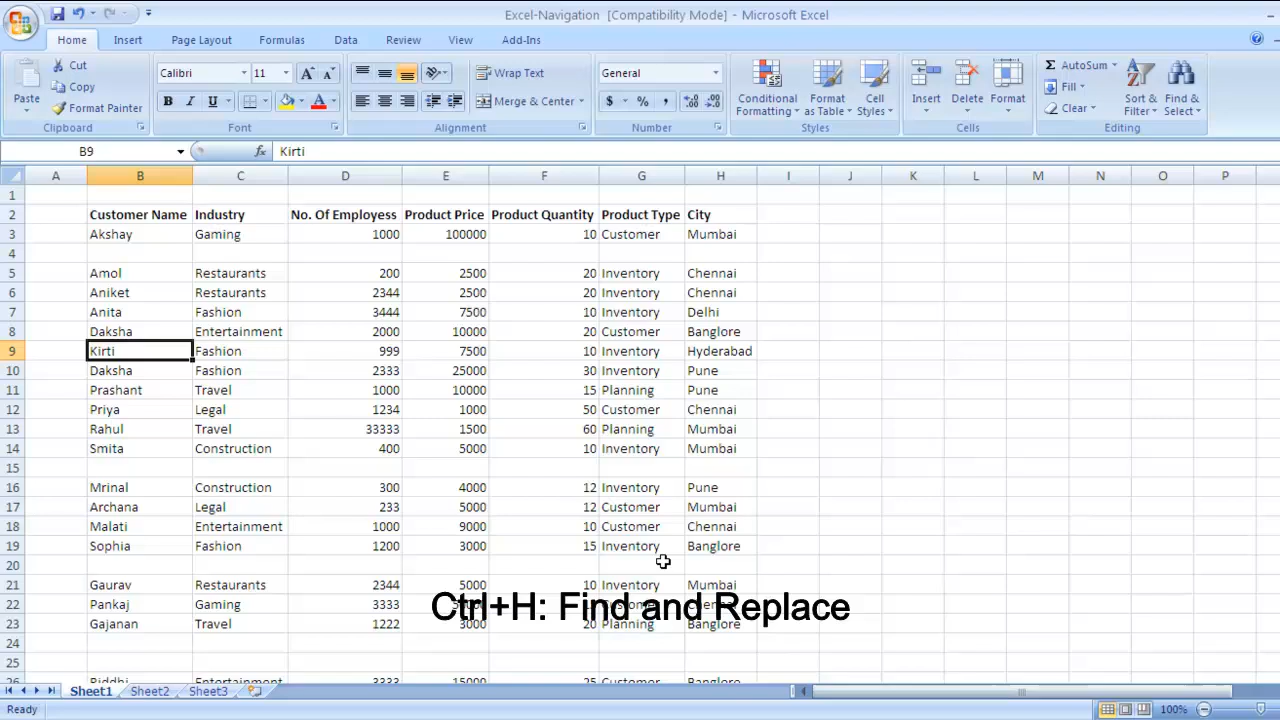 Excel-Navigation [Compatibility Mode] - Microsoft Excel
Home Insert Page Layout Formulas Data Review View Add-Ins
Cut Calibri 11 A A Wrap Text General AutoSum
Copy Fill
Paste Format Painter B I U Merge & Center $ % , Conditional Formatting Format as Table Cell Styles Insert Delete Format Clear Sort & Filter Find & Select
Clipboard Font Alignment Number Styles Cells Editing
B9 fx Kirti
A B C D E F G H I J K L M N O P
1
2 Customer Name Industry No. Of Employess Product Price Product Quantity Product Type City
3 Akshay Gaming 1000 100000 10 Customer Mumbai
4
5 Amol Restaurants 200 2500 20 Inventory Chennai
6 Aniket Restaurants 2344 2500 20 Inventory Chennai
7 Anita Fashion 3444 7500 10 Inventory Delhi
8 Daksha Entertainment 2000 10000 20 Customer Banglore
9 Kirti Fashion 999 7500 10 Inventory Hyderabad
10 Daksha Fashion 2333 25000 30 Inventory Pune
11 Prashant Travel 1000 10000 15 Planning Pune
12 Priya Legal 1234 1000 50 Customer Chennai
13 Rahul Travel 33333 1500 60 Planning Mumbai
14 Smita Construction 400 5000 10 Inventory Mumbai
15
16 Mrinal Construction 300 4000 12 Inventory Pune
17 Archana Legal 233 5000 12 Customer Mumbai
18 Malati Entertainment 1000 9000 10 Customer Chennai
19 Sophia Fashion 1200 3000 15 Inventory Banglore
20
21 Gaurav Restaurants 2344 5000 10 Inventory Mumbai
22 Pankaj Gaming 3333
Ctrl+H: Find and Replace
23 Gajanan Travel 1222 3000 20 Planning Banglore
24
25
26 Riddhi Entertainment 3333 15000 25 Customer Banglore
Sheet1 Sheet2 Sheet3
Ready 100%